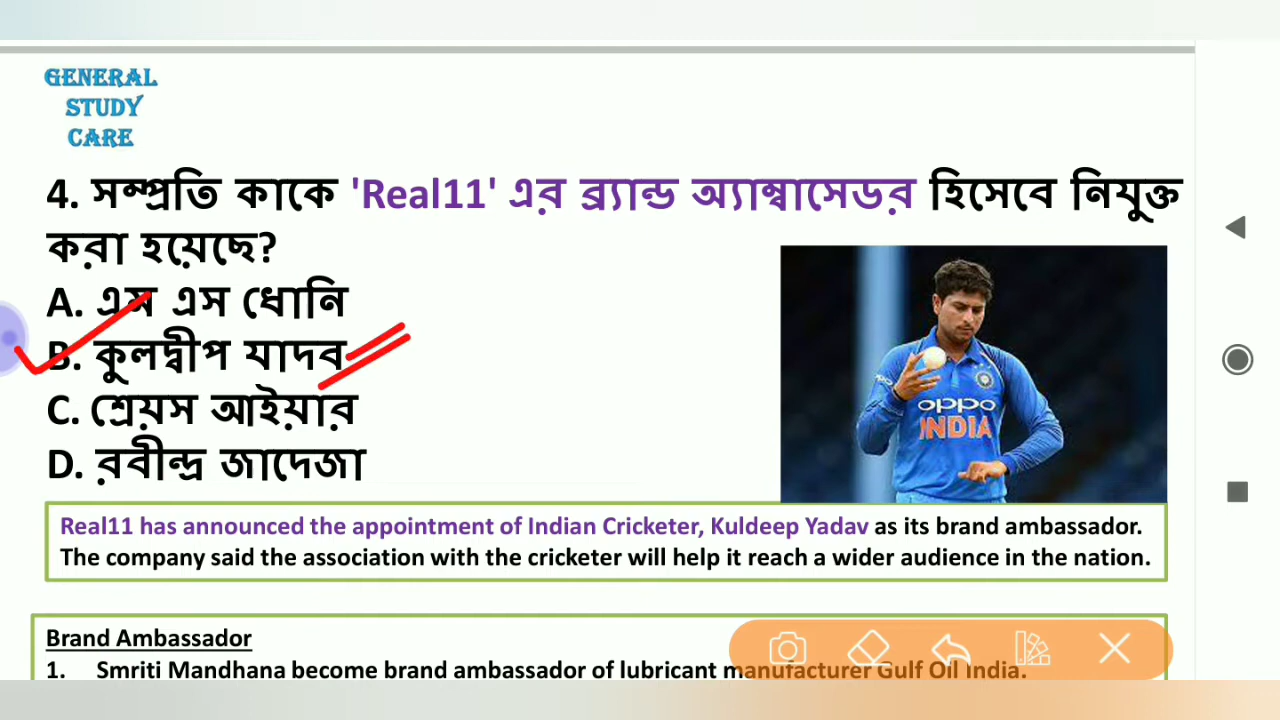 GENERAL
STUDY
CARE
4. সম্প্রতি কাকে 'Real11' এর ব্র্যান্ড অ্যাম্বাসেডর হিসেবে নিযুক্ত
করা হয়েছে?
A. এম এস ধোনি
B. কুলদ্বীপ যাদব
C. শ্রেয়স আইয়ার
D. রবীন্দ্র জাদেজা
oppo
INDIA
Real11 has announced the appointment of Indian Cricketer, Kuldeep Yadav as its brand ambassador.
The company said the association with the cricketer will help it reach a wider audience in the nation.
Brand Ambassador
1. Smriti Mandhana become brand ambassador of lubricant manufacturer Gulf Oil India.